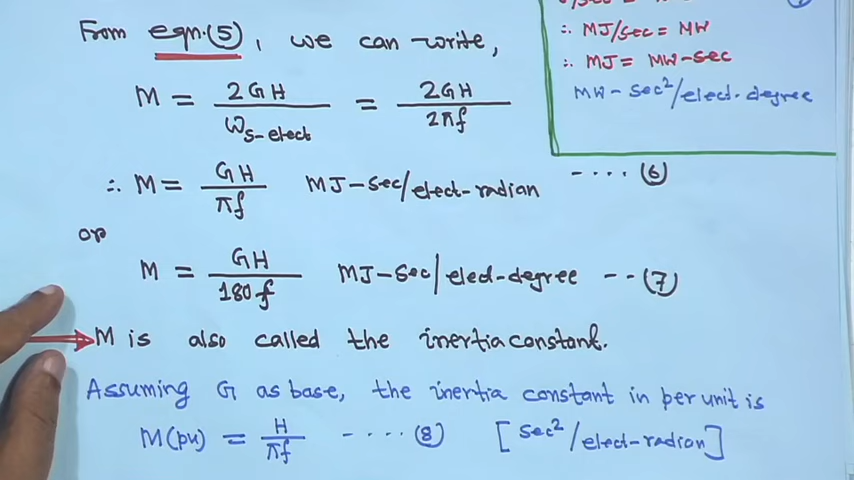 From eqn.(5), we can write,
M = 2GH / ωs-elect = 2GH / 2πf
∴ M = GH / πf MJ-sec/elect-radian ---- (6)
or
M = GH / 180f MJ-sec/elect-degree -- (7)
M is also called the inertia constant.
Assuming G as base, the inertia constant in per unit is
M(pu) = H / πf ---- (8) [sec²/elect-radian]
∴ MJ/sec = MW
∴ MJ = MW-sec
MW-sec²/elect.degree